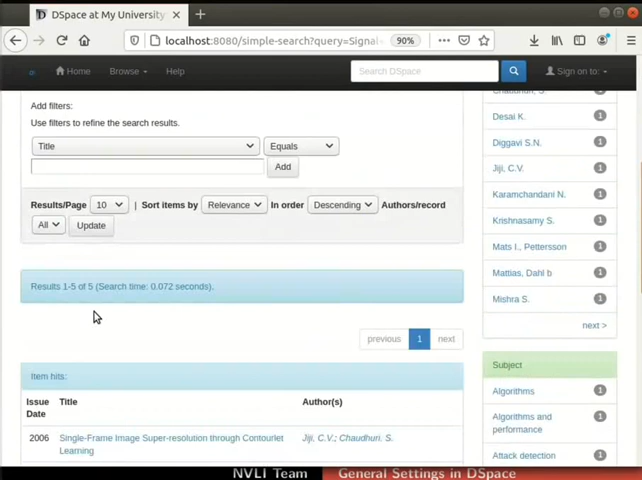 DSpace at My University
localhost:8080/simple-search?query=Signal 90%
Home Browse Help Search DSpace Sign on to:
Add filters:
Use filters to refine the search results.
Title Equals
Add
Results/Page 10 | Sort items by Relevance In order Descending Authors/record
All Update
Results 1-5 of 5 (Search time: 0.072 seconds).
previous 1 next
Item hits:
Issue Date Title Author(s)
2006 Single-Frame Image Super-resolution through Contourlet Learning Jiji, C.V.; Chaudhuri. S.
Chaudhuri, S. 1
Desai K. 1
Diggavi S.N. 1
Jiji, C.V. 1
Karamchandani N. 1
Krishnasamy S. 1
Mats I., Pettersson 1
Mattias, Dahl b 1
Mishra S. 1
next >
Subject
Algorithms 1
Algorithms and performance 1
Attack detection 1
NVLI Team General Settings in DSpace